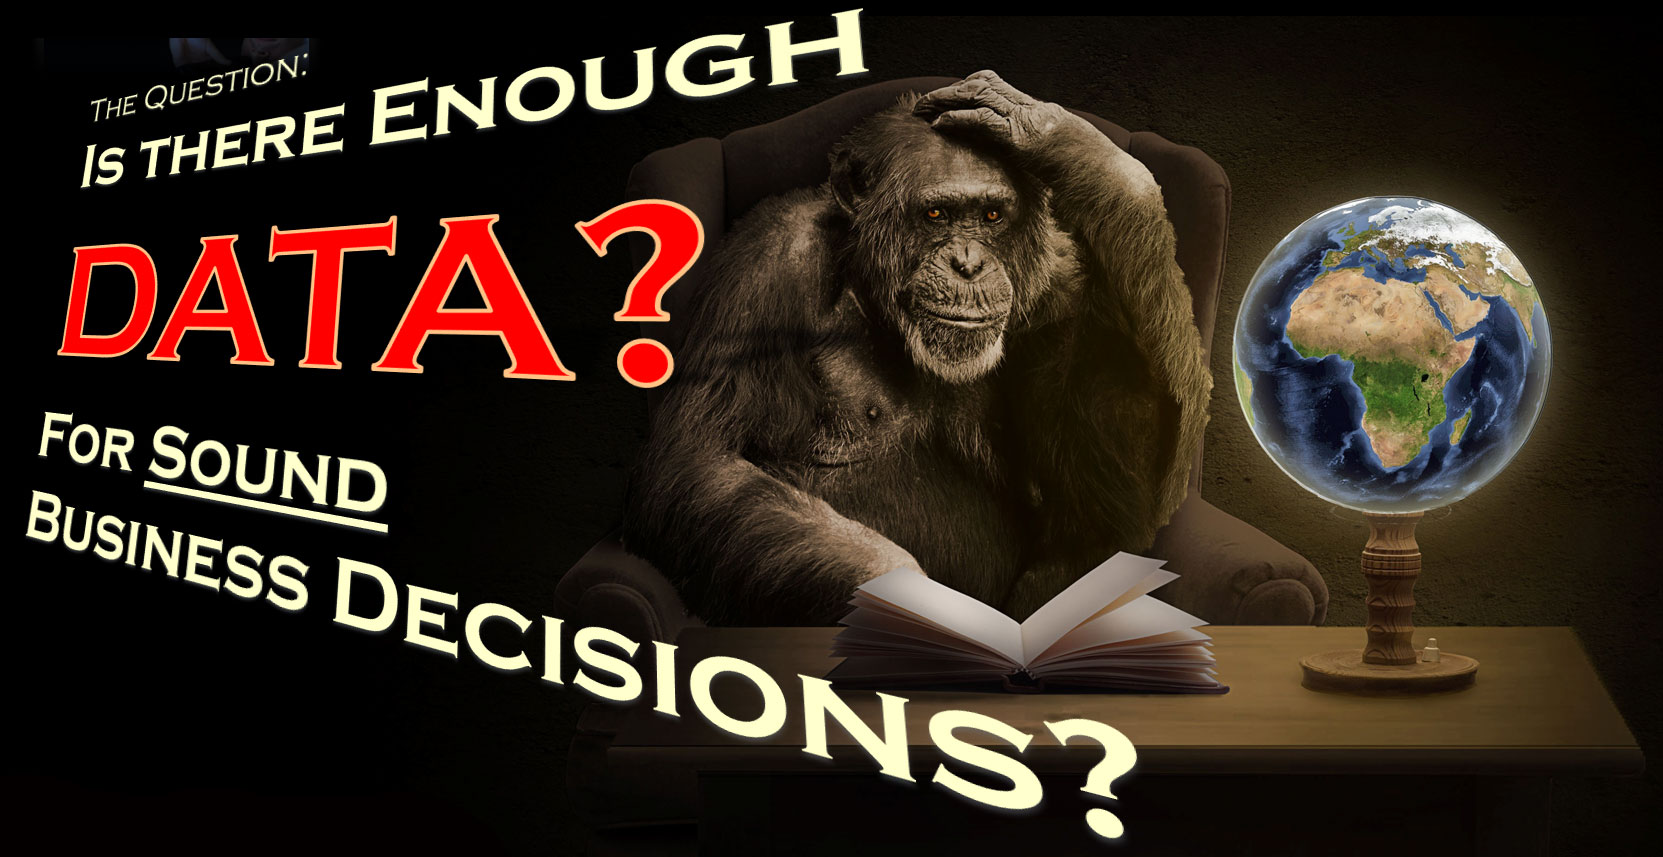 The Question:
Is there Enough
DATA?
For Sound
Business Decisions?